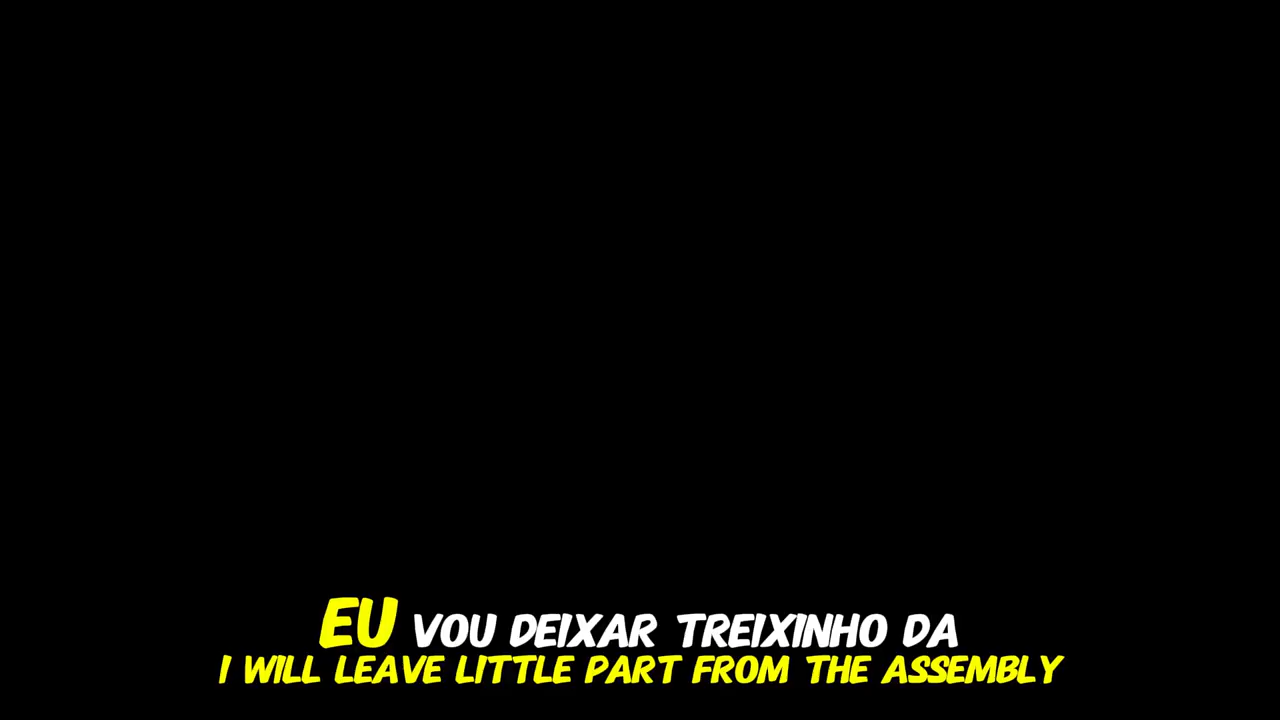 EU VOU DEIXAR TREIXINHO DA
I WILL LEAVE LITTLE PART FROM THE ASSEMBLY